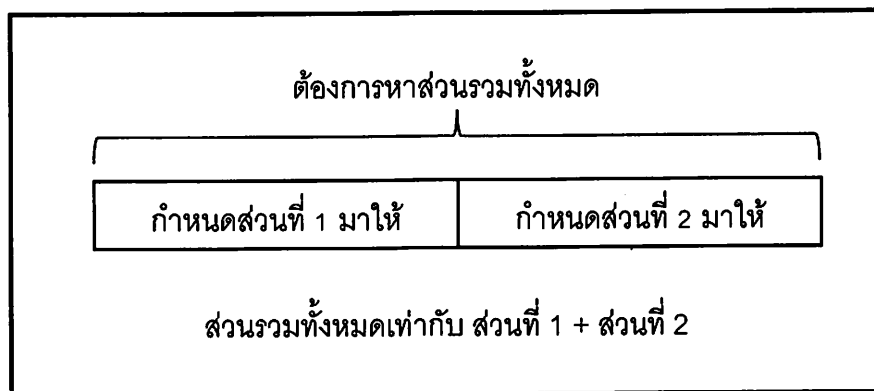 ต้องการหาส่วนรวมทั้งหมด
กำหนดส่วนที่ 1 มาให้ กำหนดส่วนที่ 2 มาให้
ส่วนรวมทั้งหมดเท่ากับ ส่วนที่ 1 + ส่วนที่ 2